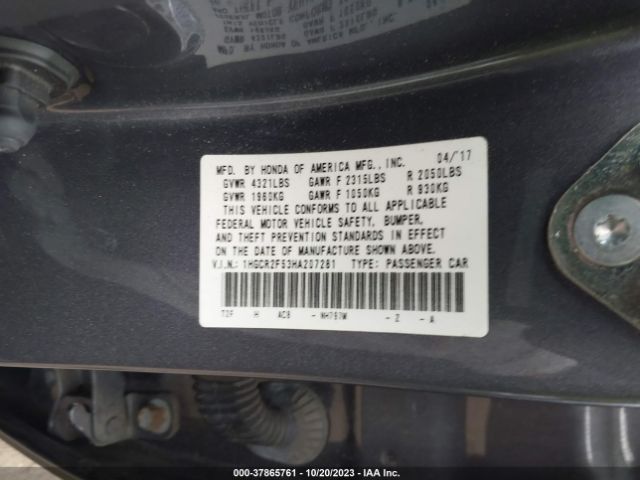 MFD. BY HONDA OF AMERICA MFG., INC. 04/'17
GVWR 4321LBS GAWR F 2315LBS R 2050LBS
GVWR 1960KG GAWR F 1050KG R 930KG
THIS VEHICLE CONFORMS TO ALL APPLICABLE
FEDERAL MOTOR VEHICLE SAFETY, BUMPER,
AND THEFT PREVENTION STANDARDS IN EFFECT
ON THE DATE OF MANUFACTURE SHOWN ABOVE.
V.I.N.: 1HGCR2F53HA207281 TYPE: PASSENGER CAR
T2F H AC8 - NH797M - Z - A
000-37865761 - 10/20/2023 - IAA Inc.